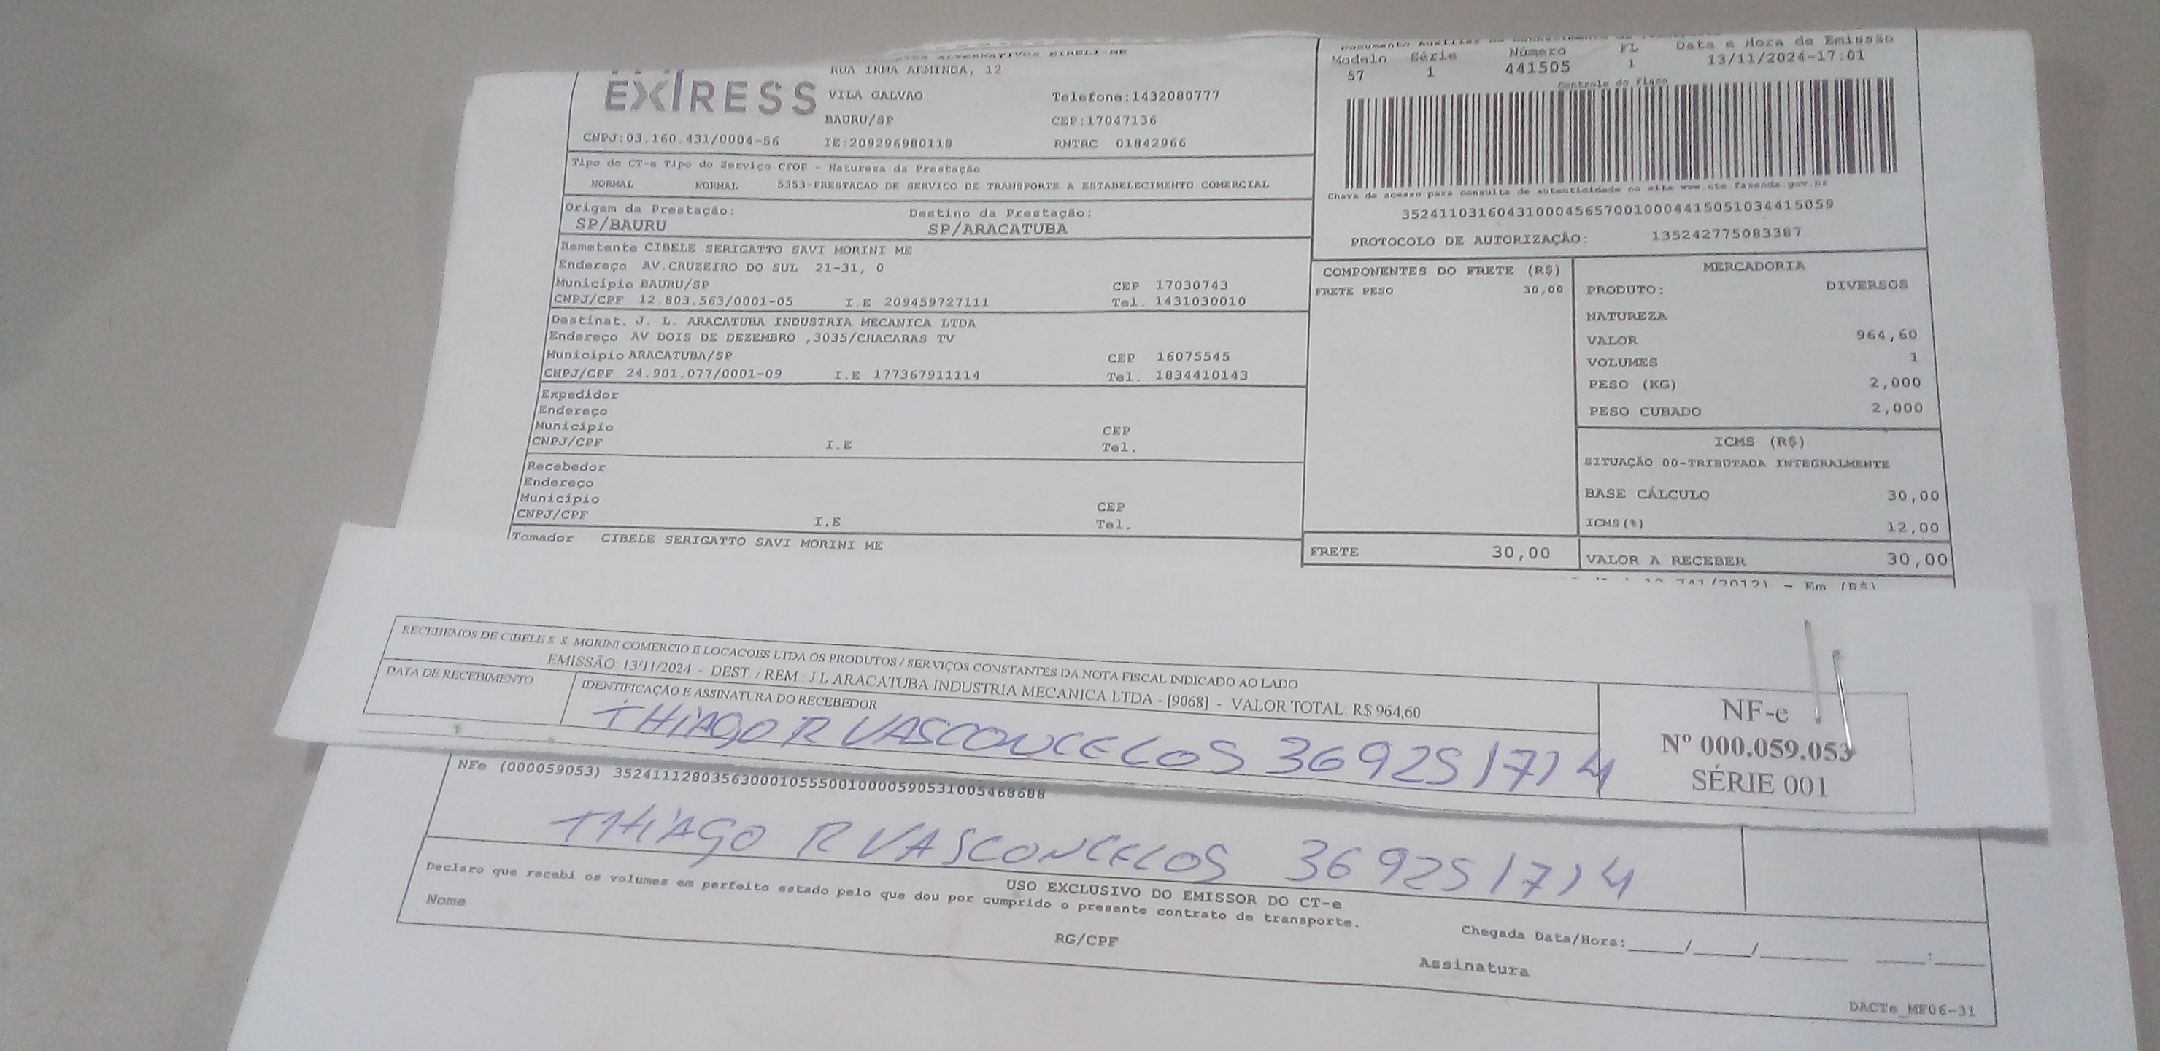 ALTERNATIVOS EIRELI-ME
RUA IRMA ARMINDA, 12
EXPRESS
VILA GALVAO Telefone:1432080777
BAURU/SP CEP:17047136
CNPJ:03.160.431/0004-56 IE:209296980118 RNTRC 01842966
Tipo do CT-e Tipo do Serviço CFOP - Natureza da Prestação
NORMAL NORMAL 5353-PRESTACAO DE SERVICO DE TRANSPORTE A ESTABELECIMENTO COMERCIAL
Origem da Prestação: Destino da Prestação:
SP/BAURU SP/ARACATUBA
Remetente CIBELE SERIGATTO SAVI MORINI ME
Endereço AV.CRUZEIRO DO SUL 21-31, 0
Município BAURU/SP CEP 17030743
CNPJ/CPF 12.803.563/0001-05 I.E 209459727111 Tel. 1431030010
Destinat. J. L. ARACATUBA INDUSTRIA MECANICA LTDA
Endereço AV DOIS DE DEZEMBRO ,3035/CHACARAS TV
Município ARACATUBA/SP CEP 16075545
CNPJ/CPF 24.901.077/0001-09 I.E 177367911114 Tel. 1834410143
Expedidor
Endereço
Município CEP
CNPJ/CPF I.E Tel.
Recebedor
Endereço
Município CEP
CNPJ/CPF I.E Tel.
Tomador CIBELE SERIGATTO SAVI MORINI ME
Modelo Série Número FL Data e Hora de Emissão
57 1 441505 1 13/11/2024-17:01
Controle do Fisco
Chave de acesso para consulta de autenticidade no site www.cte.fazenda.gov.br
35241103160431000456570010004415051034415059
PROTOCOLO DE AUTORIZAÇÃO: 135242775083387
COMPONENTES DO FRETE (R$)
FRETE PESO 30,00
FRETE 30,00
MERCADORIA
PRODUTO: DIVERSOS
NATUREZA
VALOR 964,60
VOLUMES 1
PESO (KG) 2,000
PESO CUBADO 2,000
ICMS (R$)
SITUAÇÃO 00-TRIBUTADA INTEGRALMENTE
BASE CÁLCULO 30,00
ICMS(%) 12,00
VALOR A RECEBER 30,00
12.741/2012) - Em (R$)
RECEBEMOS DE CIBELE S. S. MORINI COMERCIO E LOCACOES LTDA OS PRODUTOS / SERVIÇOS CONSTANTES DA NOTA FISCAL INDICADO AO LADO
EMISSÃO: 13/11/2024 - DEST. / REM.: J L ARACATUBA INDUSTRIA MECANICA LTDA - [9068] - VALOR TOTAL: R$ 964,60
DATA DE RECEBIMENTO IDENTIFICAÇÃO E ASSINATURA DO RECEBEDOR
THIAGO R VASCONCELOS 369251714
NF-e
Nº 000.059.053
SÉRIE 001
NFe (000059053) 35241112803563000105550010000590531005468688
THIAGO R VASCONCELOS 369251714
USO EXCLUSIVO DO EMISSOR DO CT-e
Declaro que recebi os volumes em perfeito estado pelo que dou por cumprido o presente contrato de transporte.
Nome RG/CPF Assinatura Chegada Data/Hora:_____/_____/________ ____:____
DACTe_MF06-31